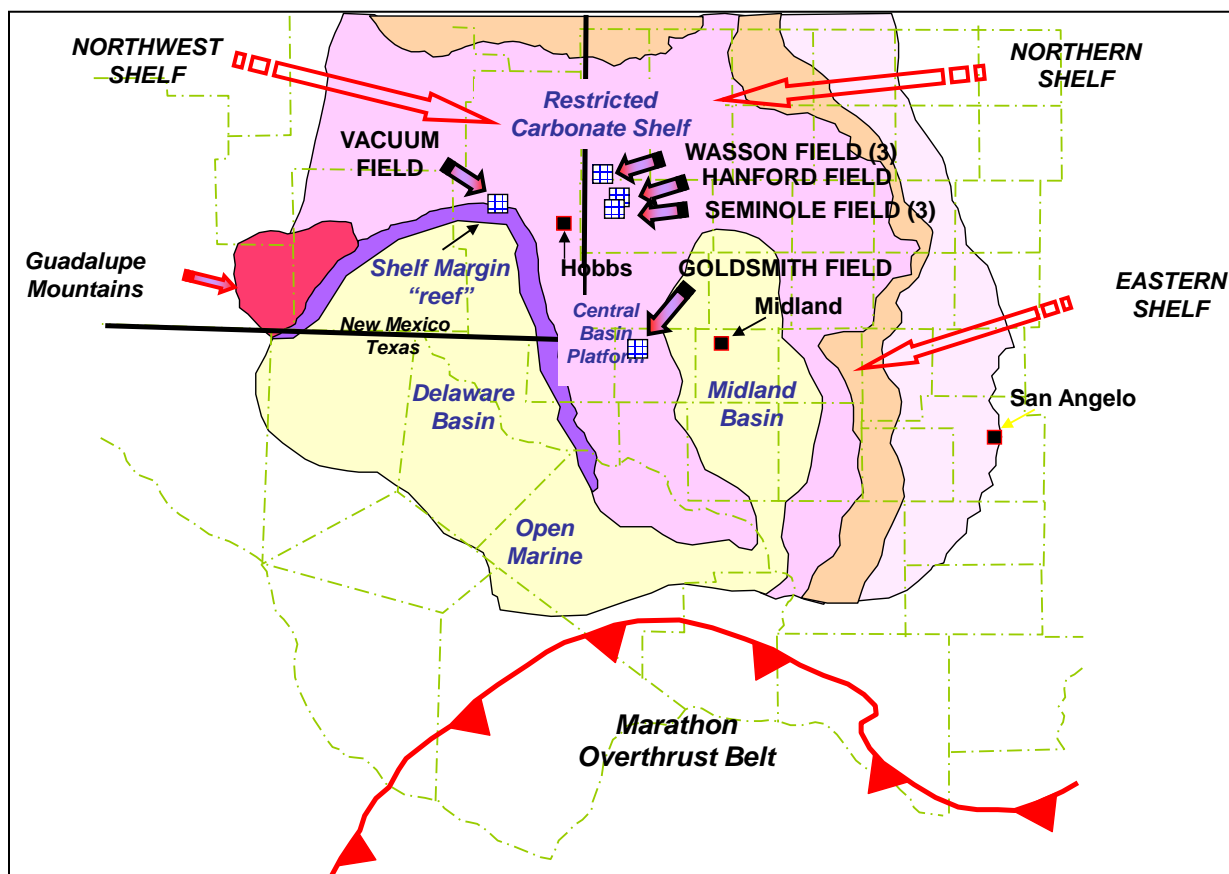 NORTHWEST
SHELF
NORTHERN
SHELF
Restricted
Carbonate Shelf
VACUUM
FIELD
WASSON FIELD (3)
HANFORD FIELD
SEMINOLE FIELD (3)
Guadalupe
Mountains
Shelf Margin
“reef”
Hobbs
GOLDSMITH FIELD
EASTERN
SHELF
Central
Basin
Platform
Midland
New Mexico
Texas
Delaware
Basin
Midland
Basin
San Angelo
Open
Marine
Marathon
Overthrust Belt